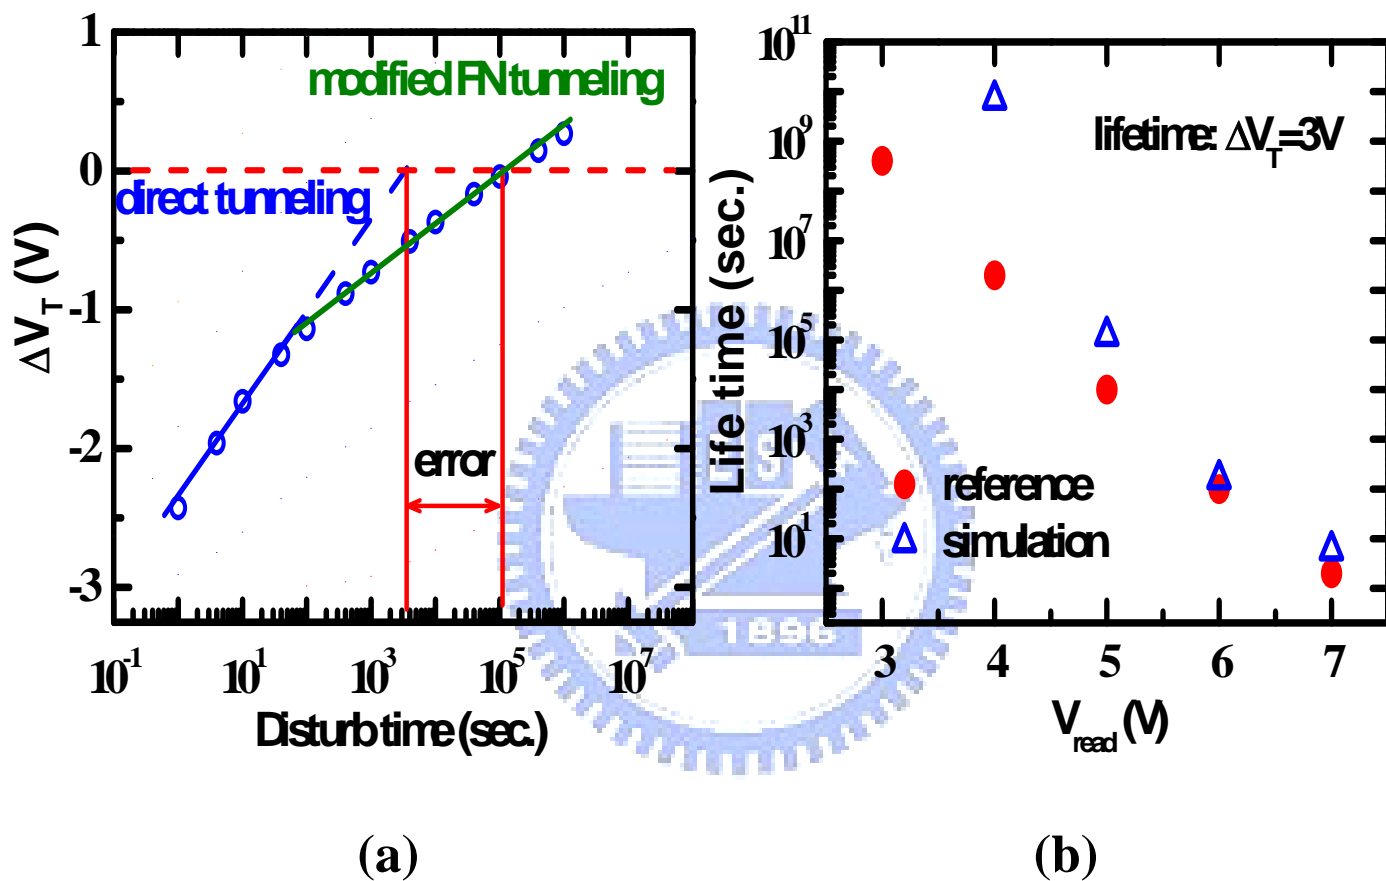 1
0
-1
-2
-3
ΔV_T (V)
modified FN tunneling
direct tunneling
error
10^-1 10^1 10^3 10^5 10^7
Disturb time (sec.)
(a)
10^11
10^9
10^7
10^5
10^3
10^1
Life time (sec.)
lifetime: ΔV_T=3V
reference
simulation
3 4 5 6 7
V_read (V)
(b)
1896